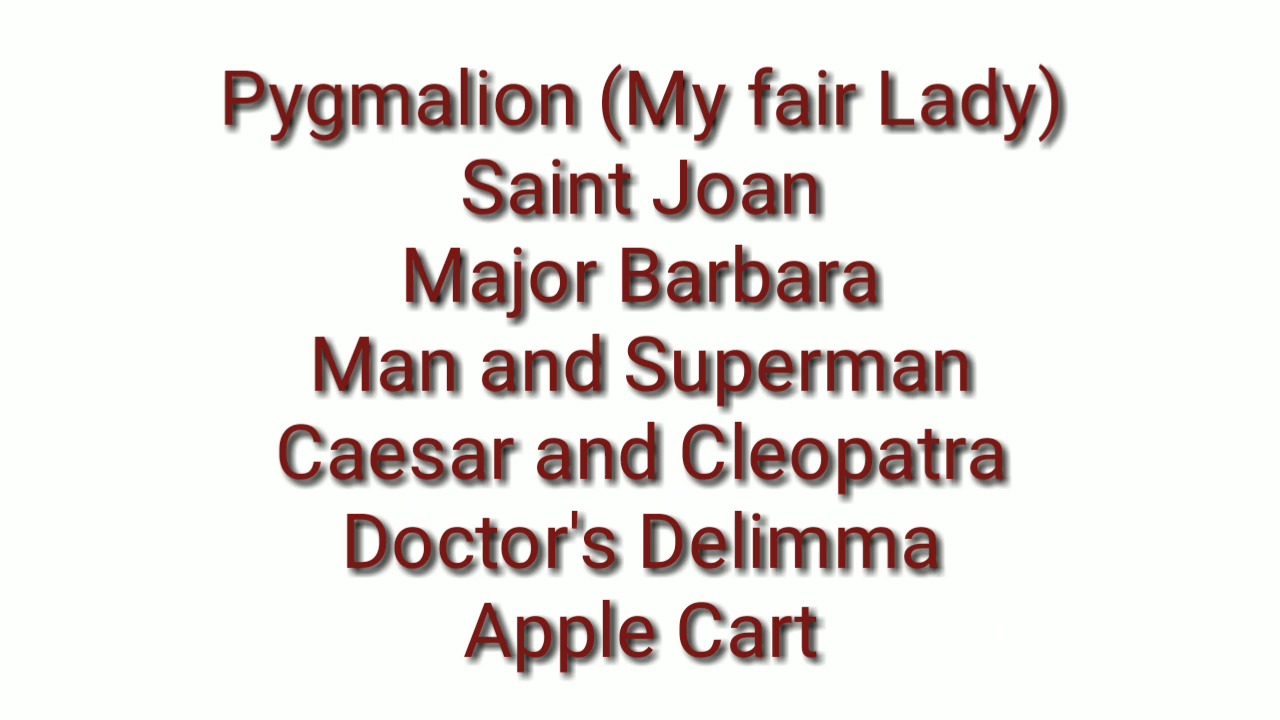 Pygmalion (My fair Lady)
Saint Joan
Major Barbara
Man and Superman
Caesar and Cleopatra
Doctor's Delimma
Apple Cart